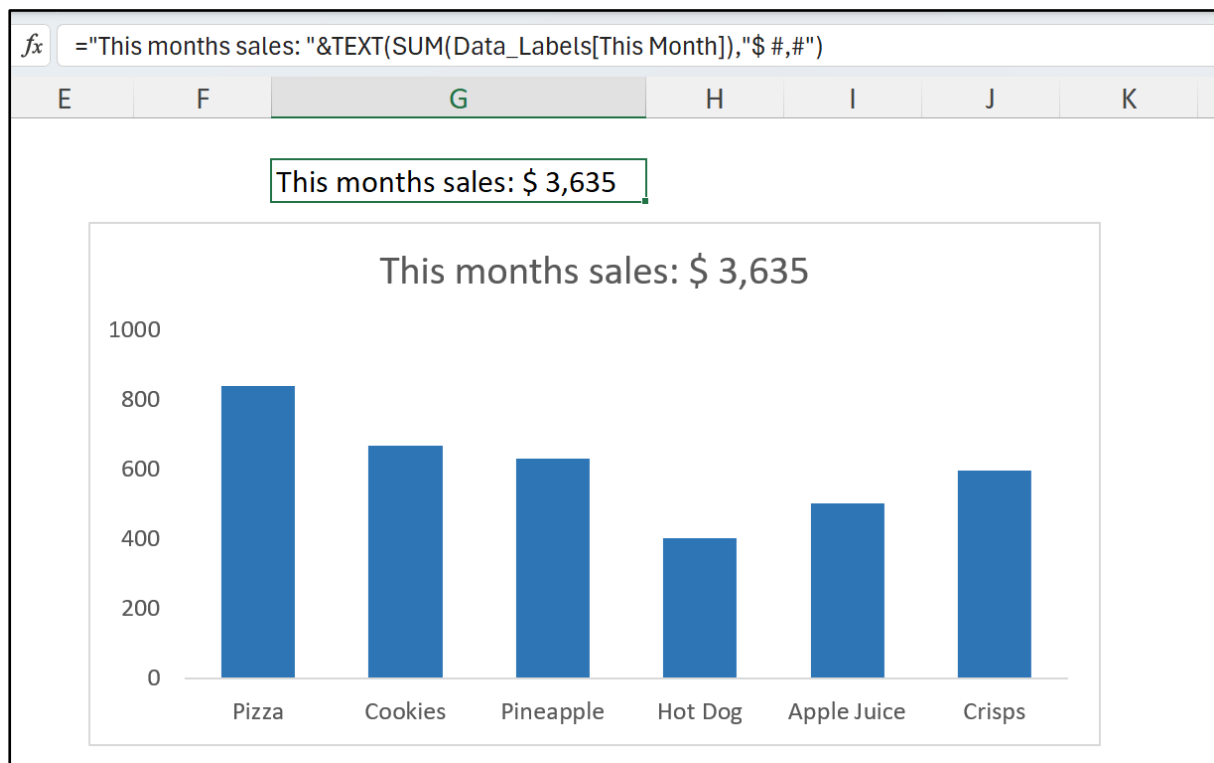 fx ="This months sales: "&TEXT(SUM(Data_Labels[This Month]),"$ #,#")
E F G H I J K
This months sales: $ 3,635
This months sales: $ 3,635
1000
800
600
400
200
0
Pizza Cookies Pineapple Hot Dog Apple Juice Crisps